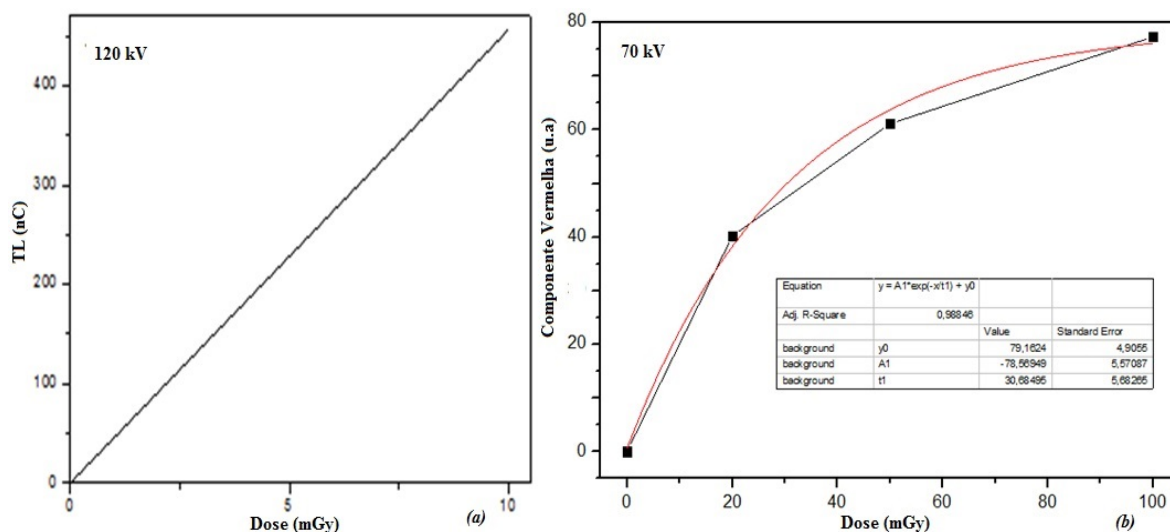 120 kV
TL (nC)
400
300
200
100
0
0
5
10
Dose (mGy)
(a)
70 kV
Componente Vermelha (u.a)
80
60
40
20
0
0
20
40
60
80
100
Dose (mGy)
(b)
Equation y = A1*exp(-x/t1) + y0
Adj. R-Square 0,98846
Value Standard Error
background y0 79,1624 4,9055
background A1 -78,56949 5,57087
background t1 30,68495 5,68265